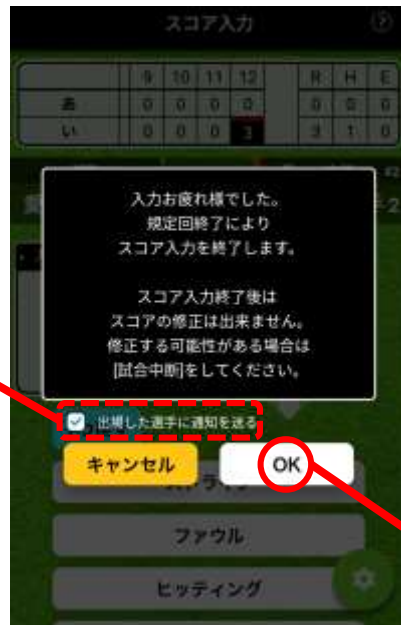 スコア入力
?
9 10 11 12 R H E
あ 0 0 0 0 0 0 0
い 0 0 0 3 3 1 0
#2
入力お疲れ様でした。
規定回終了により
スコア入力を終了します。
スコア入力終了後は
スコアの修正は出来ません。
修正する可能性がある場合は
[試合中断]をしてください。
出場した選手に通知を送る
キャンセル
OK
ファウル
ヒッティング